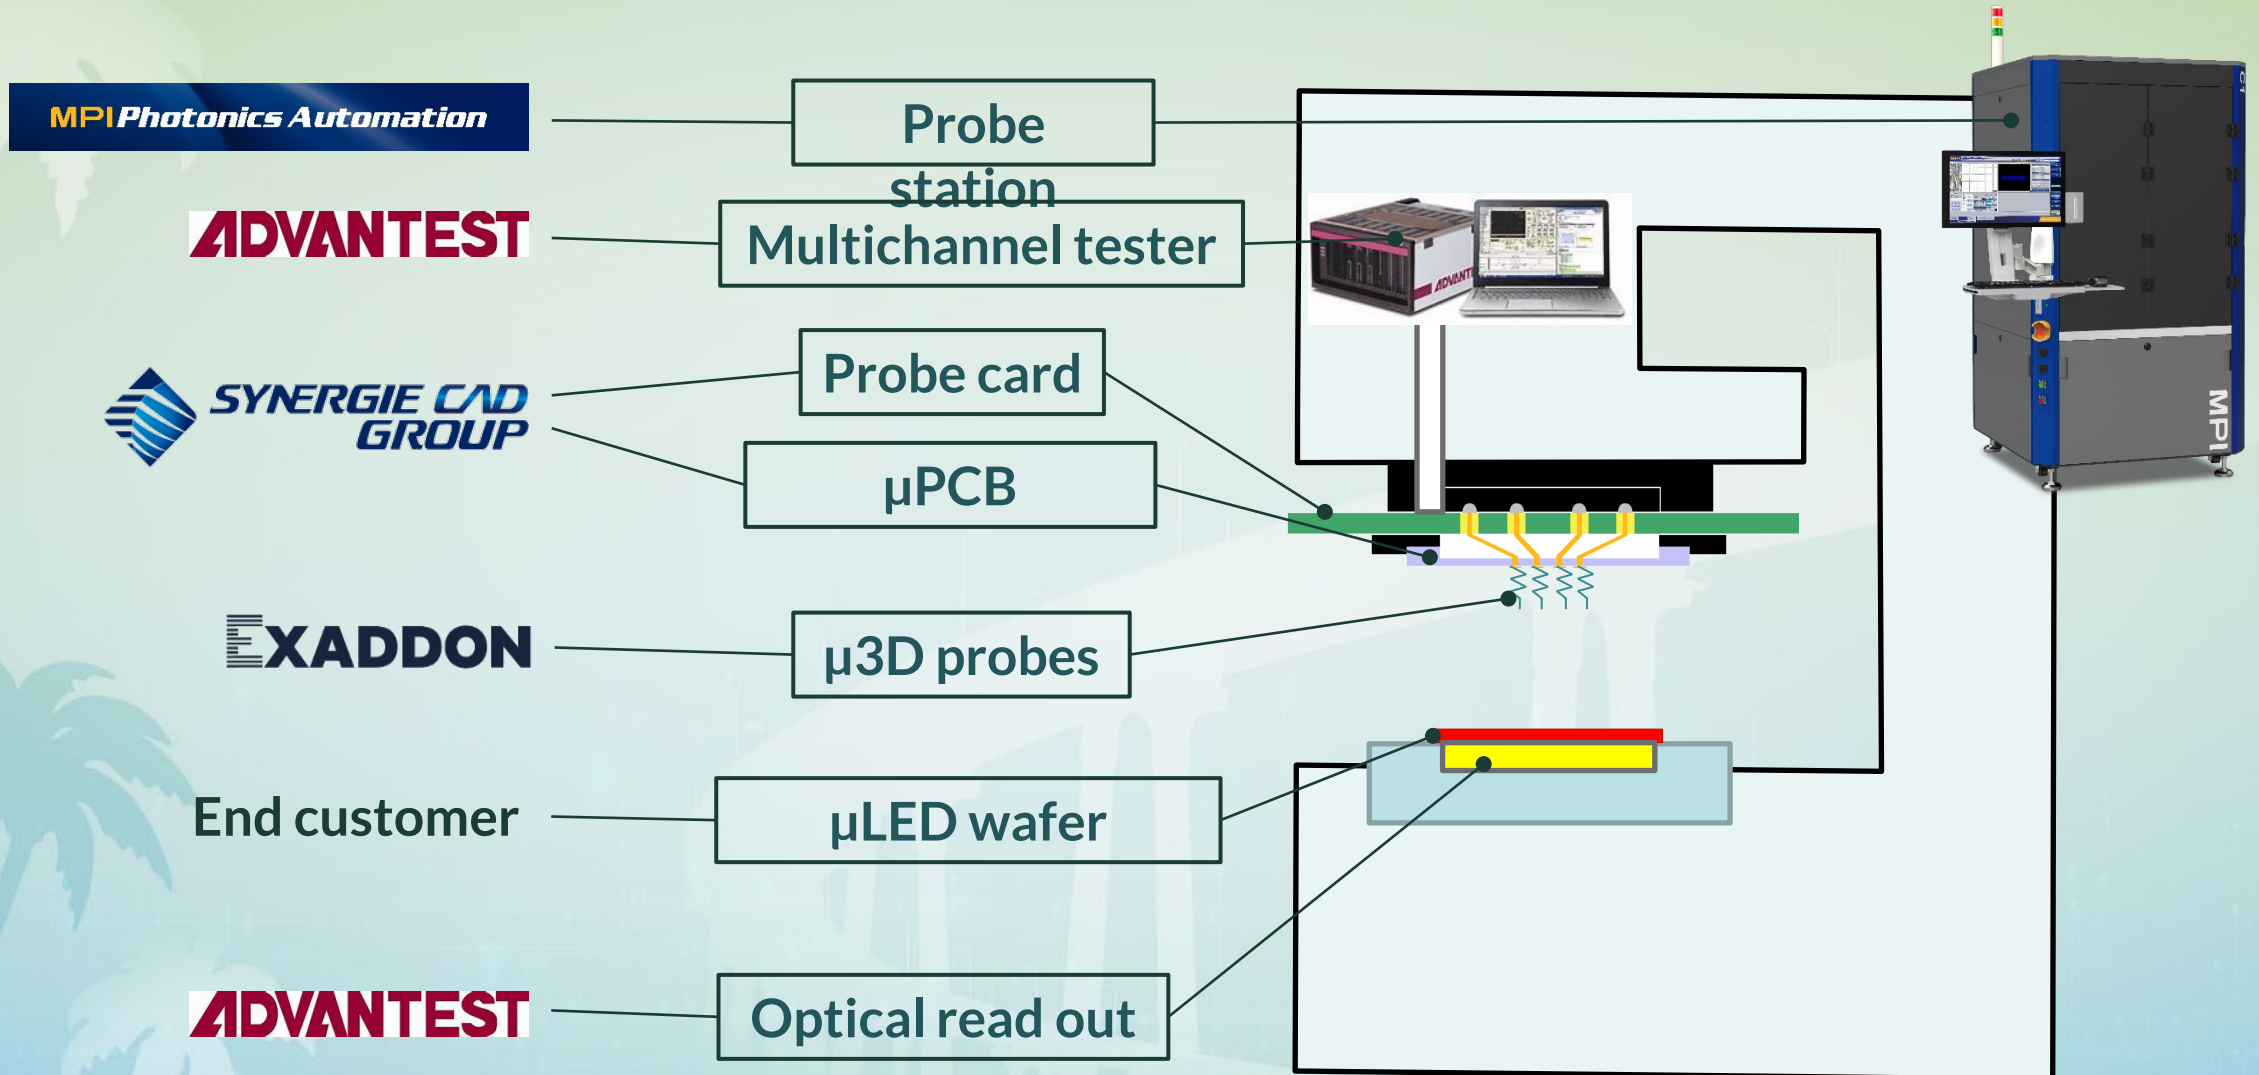 MPI Photonics Automation
Probe
station
ADVANTEST
Multichannel tester
ADVANT
SYNERGIE CAD
GROUP
Probe card
µPCB
EXADDON
µ3D probes
End customer
µLED wafer
ADVANTEST
Optical read out
MPI